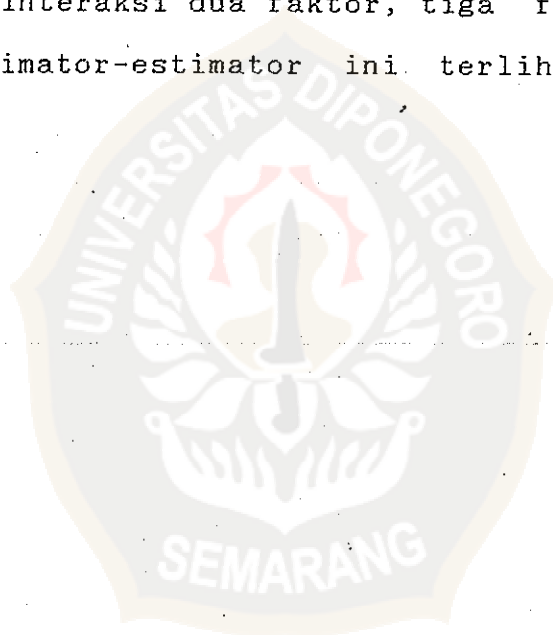 interaksi dua faktor, tiga f
imator-estimator ini terlih
UNIVERSITAS DIPONEGORO
SEMARANG